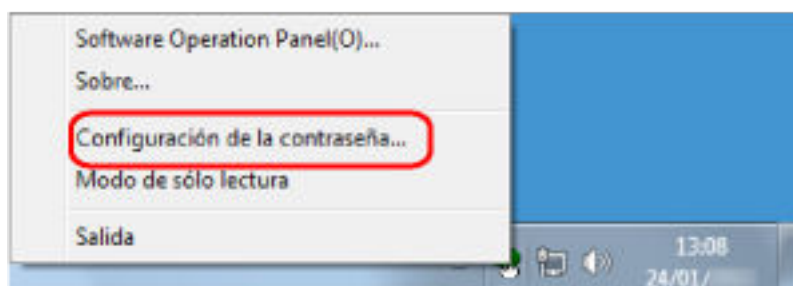 Software Operation Panel(O)...
Sobre...
Configuración de la contraseña...
Modo de sólo lectura
Salida
13:08
24/01/